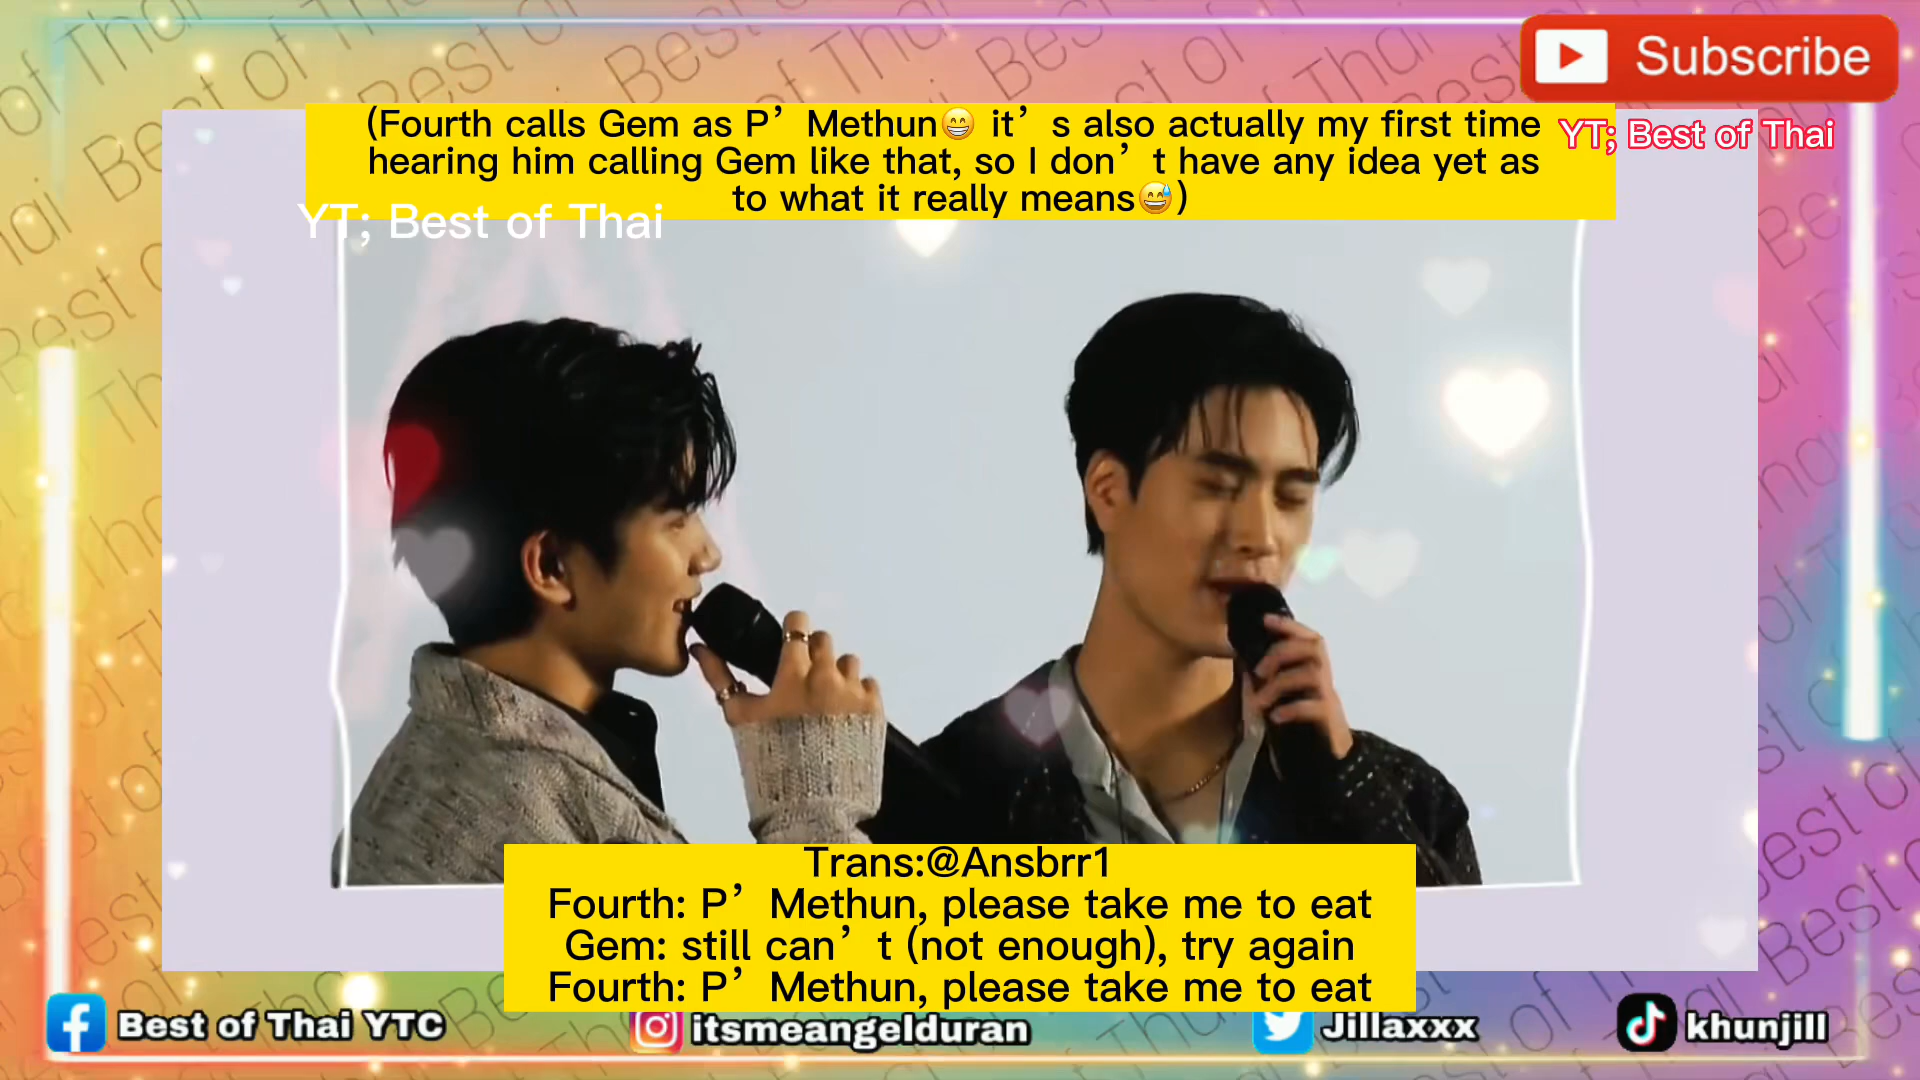 Subscribe
(Fourth calls Gem as P’ Methun😁 it’s also actually my first time
hearing him calling Gem like that, so I don’t have any idea yet as
to what it really means😅)
YT; Best of Thai
YT; Best of Thai
Trans:@Ansbrr1
Fourth: P’ Methun, please take me to eat
Gem: still can’t (not enough), try again
Fourth: P’ Methun, please take me to eat
Best of Thai YTC
itsmeangelduran
Jillaxxx
khunjill